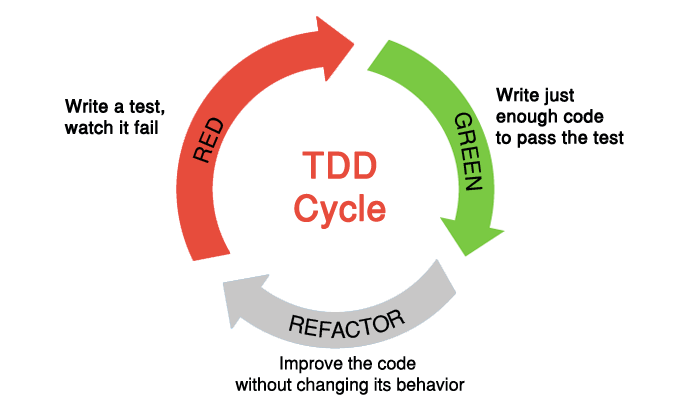 Write a test,
watch it fail
RED
TDD
Cycle
GREEN
Write just
enough code
to pass the test
REFACTOR
Improve the code
without changing its behavior